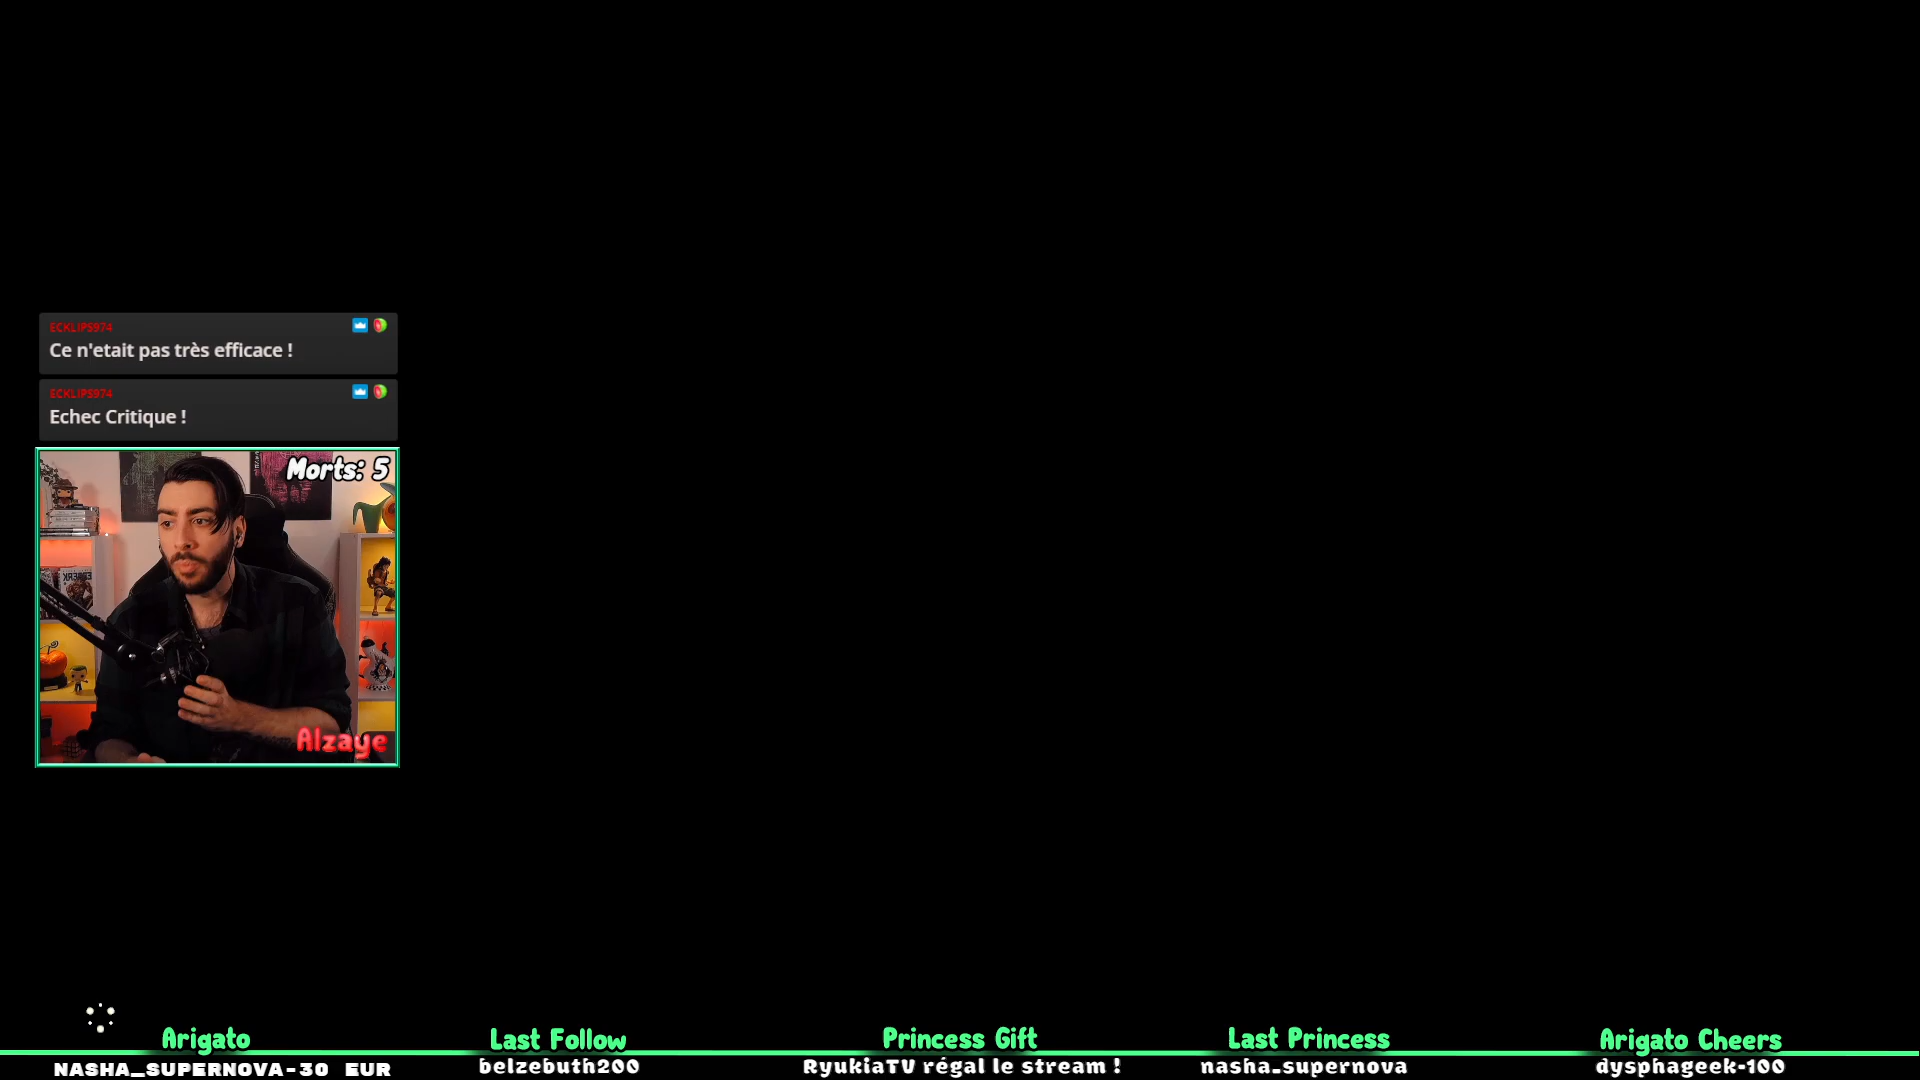 ECKLIPS974
Ce n'etait pas très efficace !
ECKLIPS974
Echec Critique !
Morts: 5
Alzaye
Arigato
NASHA_SUPERNOVA-30 EUR
Last Follow
belzebuth200
Princess Gift
RyukiaTV régal le stream !
Last Princess
nasha_supernova
Arigato Cheers
dysphageek-100